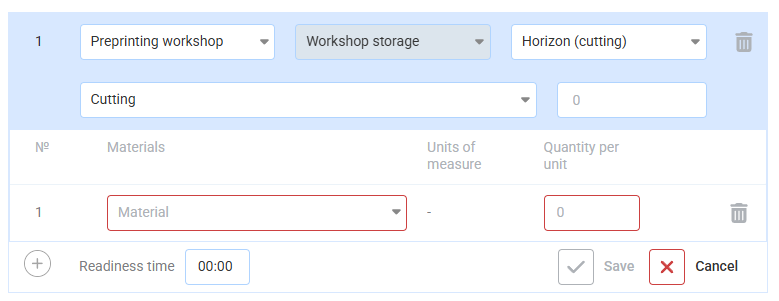 1 Preprinting workshop Workshop storage Horizon (cutting)
Cutting 0
№ Materials Units of Quantity per
measure unit
1 Material - 0
Readiness time 00:00 Save Cancel